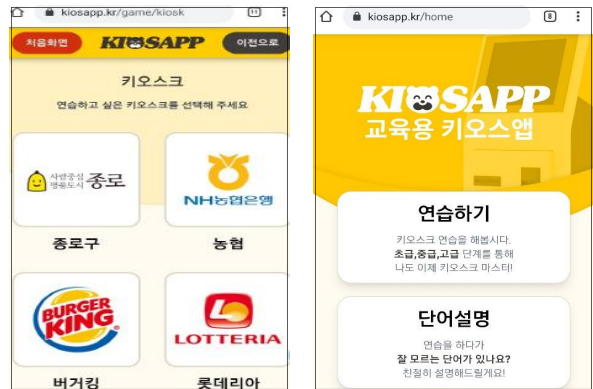 kiosapp.kr/game/kiosk
11
처음화면
KIOSAPP
이전으로
키오스크
연습하고 싶은 키오스크를 선택해 주세요
사람중심 명품도시 종로
NH농협은행
종로구
농협
BURGER KING
LOTTERIA
버거킹
롯데리아
kiosapp.kr/home
8
KIOSAPP
교육용 키오스앱
연습하기
키오스크 연습을 해봅시다.
초급,중급,고급 단계를 통해
나도 이제 키오스크 마스터!
단어설명
연습을 하다가
잘 모르는 단어가 있나요?
친절히 설명해드릴게요!